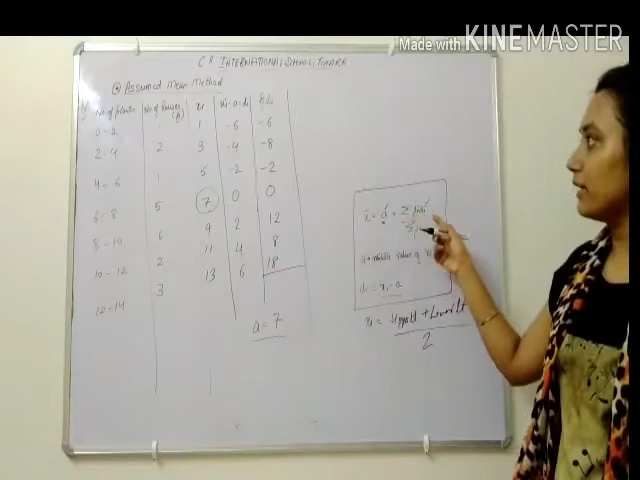 Made with KINEMASTER
C P INTERNATIONAL SCHOOL,
Assumed Mean Method
No. of plants No. of houses (fi) xi xi-a=di fidi
0-2 1 -6 -6
2-4 2 3 -4 -8
4-6 1 5 -2 -2
6-8 5 7 0 0
8-10 6 9 2 12
10-12 2 11 4 8
12-14 3 13 6 18
a = 7
x̄ = a + Σfidi
Σf
a = middle value of xi
di = xi - a
xi = Upp lt + Lower lt
2